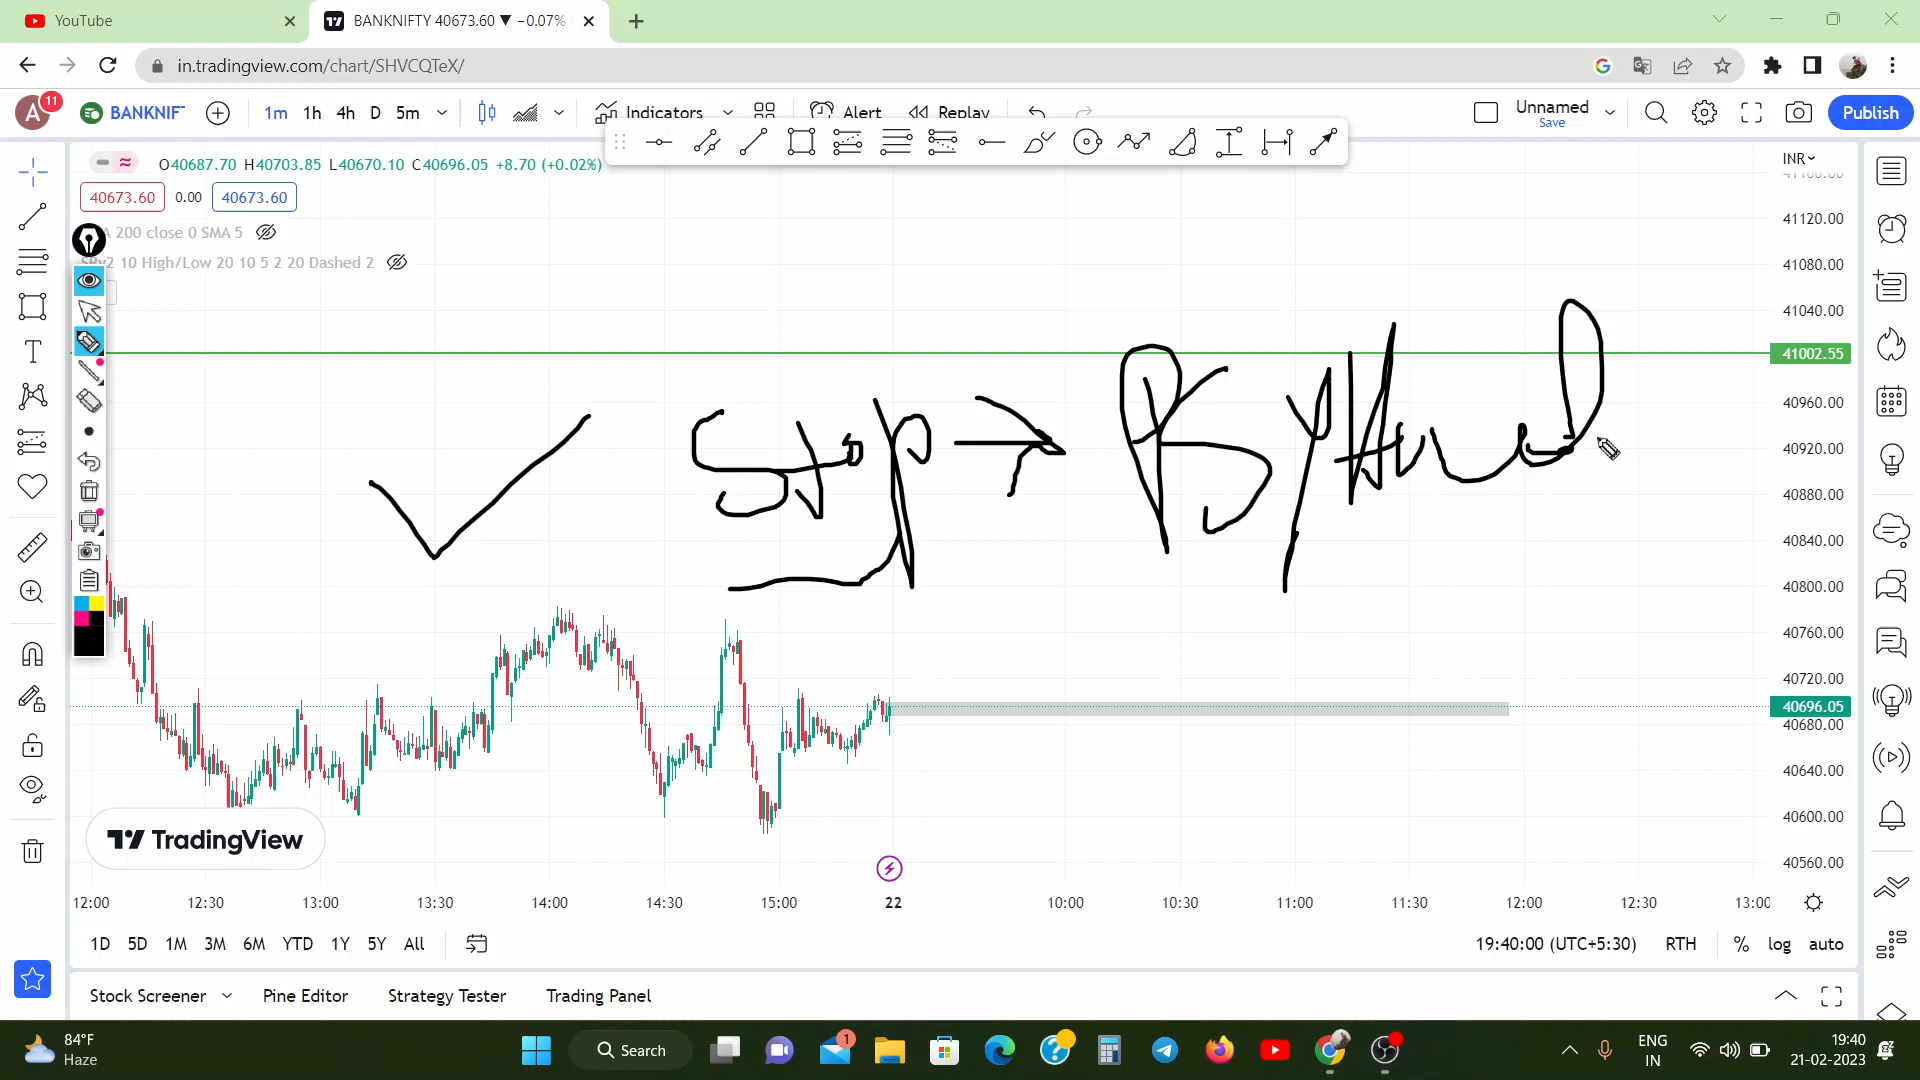 YouTube
BANKNIFTY 40673.60 ▼ −0.07%
in.tradingview.com/chart/SHVCQTeX/
A 11 BANKNIF 1m 1h 4h D 5m Indicators Alert Replay Unnamed Save Publish
O40687.70 H40703.85 L40670.10 C40696.05 +8.70 (+0.02%)
INR
40673.60 0.00 40673.60
A 200 close 0 SMA 5
SRv2 10 High/Low 20 10 5 2 20 Dashed 2
Stop →
41160.00
41120.00
41080.00
41040.00
41002.55
40960.00
40920.00
40880.00
40840.00
40800.00
40760.00
40720.00
40696.05
40680.00
40640.00
40600.00
40560.00
TradingView
12:00 12:30 13:00 13:30 14:00 14:30 15:00 22 10:00 10:30 11:00 11:30 12:00 12:30 13:00
1D 5D 1M 3M 6M YTD 1Y 5Y All 19:40:00 (UTC+5:30) RTH % log auto
Stock Screener Pine Editor Strategy Tester Trading Panel
84°F
Haze
Search
1
ENG
IN
19:40
21-02-2023